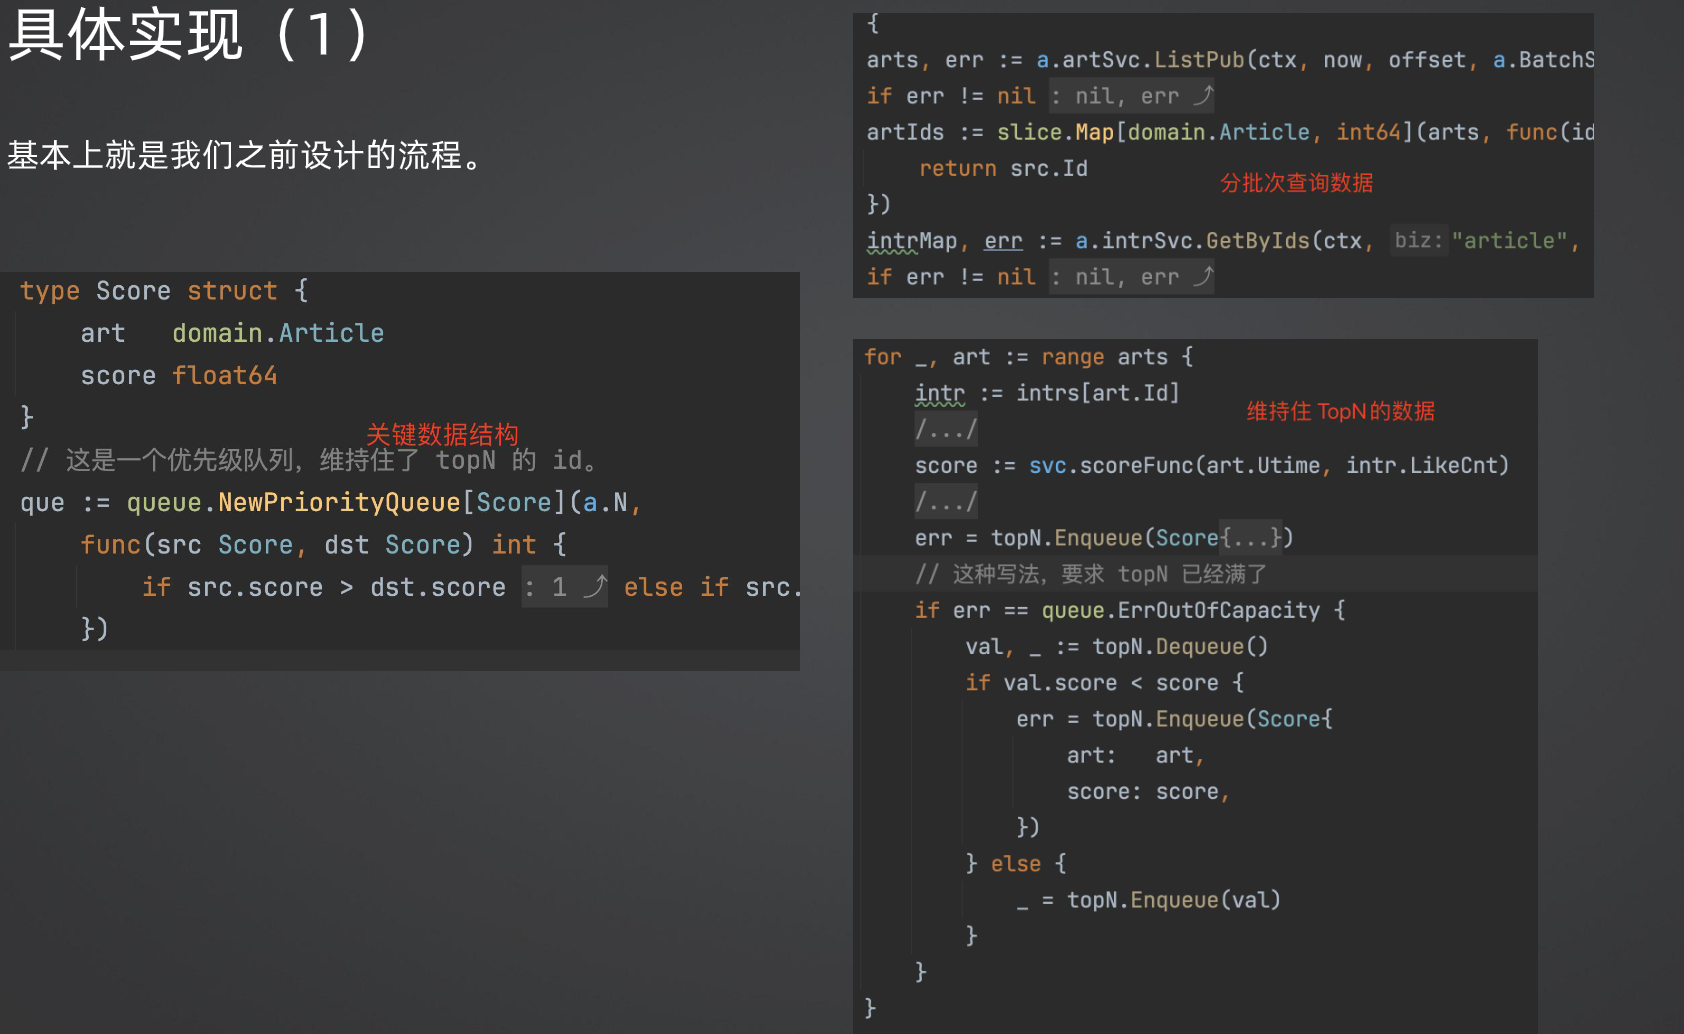 具体实现（1）
基本上就是我们之前设计的流程。
type Score struct {
art domain.Article
score float64
}
关键数据结构
// 这是一个优先级队列，维持住了 topN 的 id。
que := queue.NewPriorityQueue[Score](a.N,
func(src Score, dst Score) int {
if src.score > dst.score : 1 ⤴ else if src.
})
{
arts, err := a.artSvc.ListPub(ctx, now, offset, a.BatchS
if err != nil : nil, err ⤴
artIds := slice.Map[domain.Article, int64](arts, func(id
return src.Id
分批次查询数据
})
intrMap, err := a.intrSvc.GetByIds(ctx, biz: "article",
if err != nil : nil, err ⤴
for _, art := range arts {
intr := intrs[art.Id]
维持住 TopN的数据
/.../
score := svc.scoreFunc(art.Utime, intr.LikeCnt)
/.../
err = topN.Enqueue(Score{...})
// 这种写法，要求 topN 已经满了
if err == queue.ErrOutOfCapacity {
val, _ := topN.Dequeue()
if val.score < score {
err = topN.Enqueue(Score{
art: art,
score: score,
})
} else {
_ = topN.Enqueue(val)
}
}
}